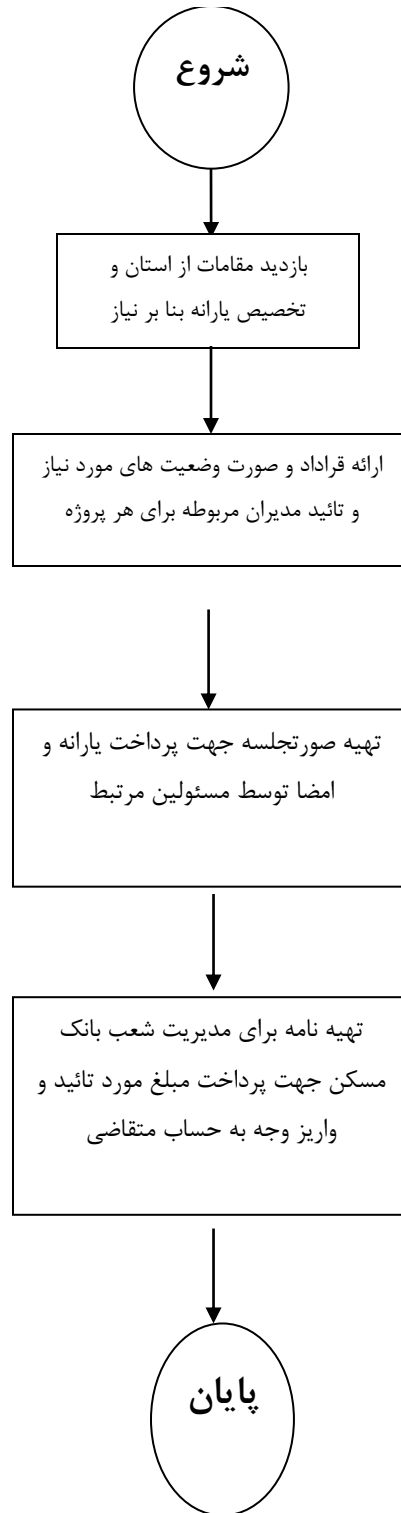 شروع
بازدید مقامات از استان و
تخصیص یارانه بنا بر نیاز
ارائه قراداد و صورت وضعیت های مورد نیاز
و تائید مدیران مربوطه برای هر پروژه
تهیه صورتجلسه جهت پرداخت یارانه و
امضا توسط مسئولین مرتبط
تهیه نامه برای مدیریت شعب بانک
مسکن جهت پرداخت مبلغ مورد تائید و
واریز وجه به حساب متقاضی
پایان